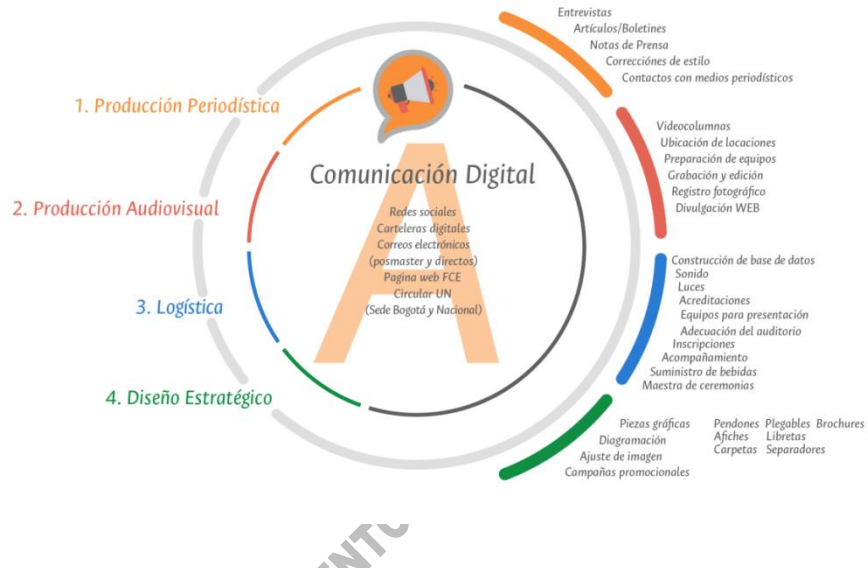 Entrevistas
Artículos/Boletines
Notas de Prensa
Correcciónes de estilo
Contactos con medios periodísticos
1. Producción Periodística
Videocolumnas
Ubicación de locaciones
Preparación de equipos
Grabación y edición
Registro fotográfico
Divulgación WEB
2. Producción Audiovisual
A
Comunicación Digital
Redes sociales
Carteleras digitales
Correos electrónicos
(posmaster y directos)
Pagina web FCE
Circular UN
(Sede Bogotá y Nacional)
3. Logística
Construcción de base de datos
Sonido
Luces
Acreditaciones
Equipos para presentación
Adecuación del auditorio
Inscripciones
Acompañamiento
Suministro de bebidas
Maestra de ceremonias
4. Diseño Estratégico
Piezas gráficas
Diagramación
Ajuste de imagen
Campañas promocionales
Pendones Plegables Brochures
Afiches Libretas
Carpetas Separadores